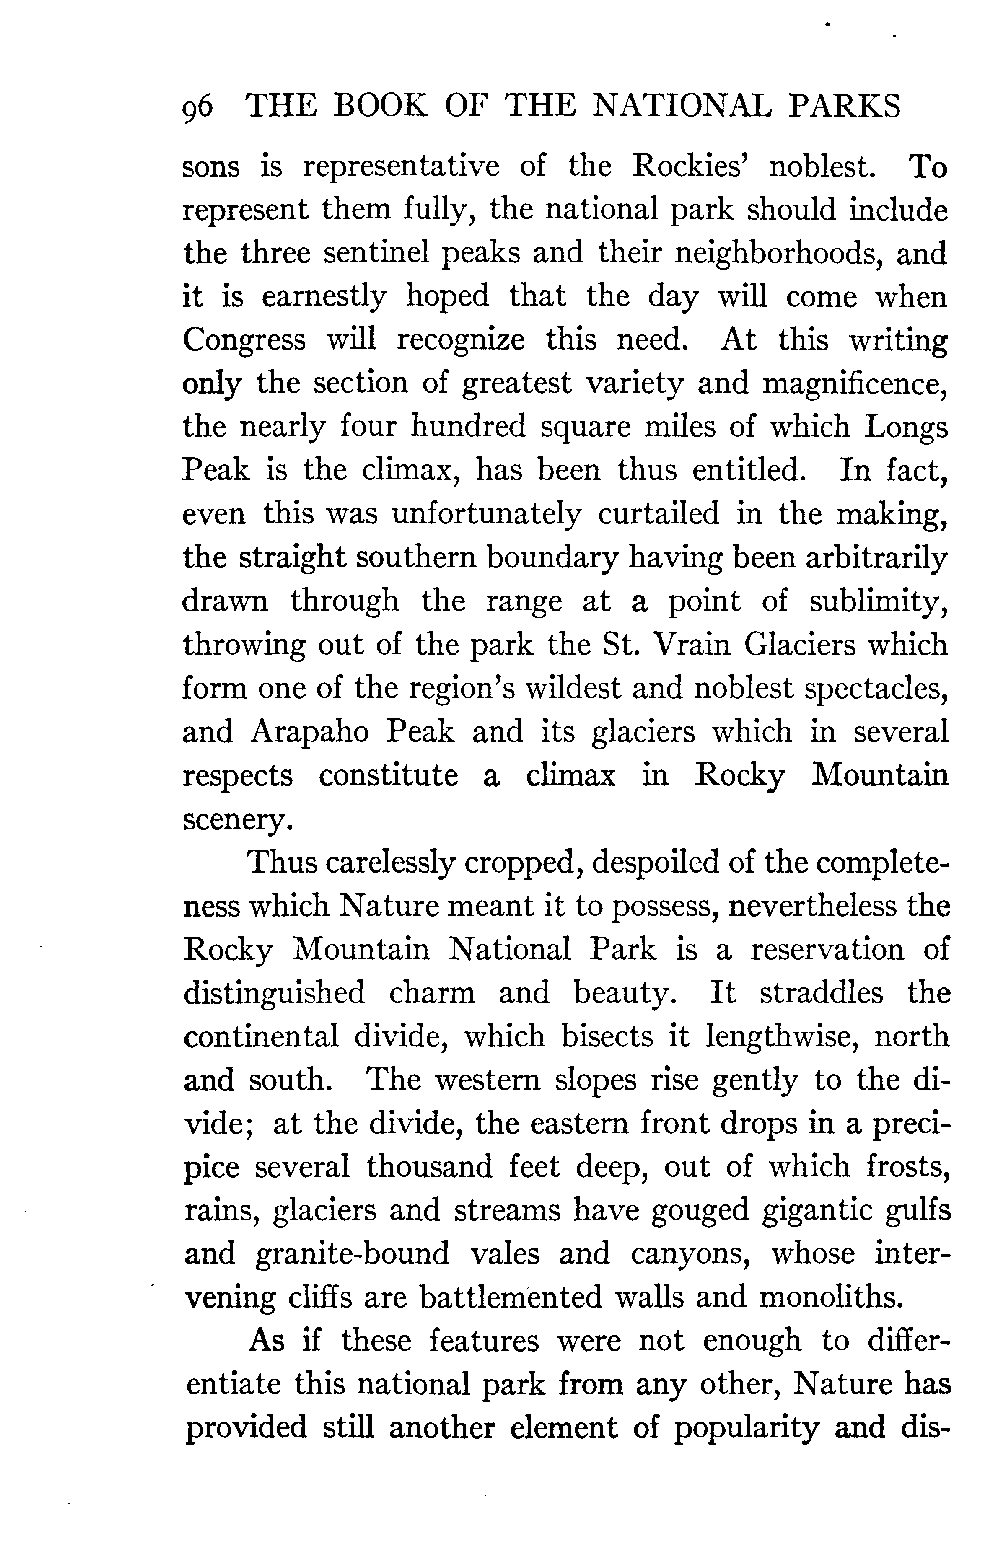 96 THE BOOK OF THE NATIONAL PARKS
sons is representative of the Rockies' noblest. To
represent them fully, the national park should include
the three sentinel peaks and their neighborhoods, and
it is earnestly hoped that the day will come when
Congress will recognize this need. At this writing
only the section of greatest variety and magnificence,
the nearly four hundred square miles of which Longs
Peak is the climax, has been thus entitled. In fact,
even this was unfortunately curtailed in the making,
the straight southern boundary having been arbitrarily
drawn through the range at a point of sublimity,
throwing out of the park the St. Vrain Glaciers which
form one of the region's wildest and noblest spectacles,
and Arapaho Peak and its glaciers which in several
respects constitute a climax in Rocky Mountain
scenery.
Thus carelessly cropped, despoiled of the complete-
ness which Nature meant it to possess, nevertheless the
Rocky Mountain National Park is a reservation of
distinguished charm and beauty. It straddles the
continental divide, which bisects it lengthwise, north
and south. The western slopes rise gently to the di-
vide; at the divide, the eastern front drops in a preci-
pice several thousand feet deep, out of which frosts,
rains, glaciers and streams have gouged gigantic gulfs
and granite-bound vales and canyons, whose inter-
vening cliffs are battlemented walls and monoliths.
As if these features were not enough to differ-
entiate this national park from any other, Nature has
provided still another element of popularity and dis-